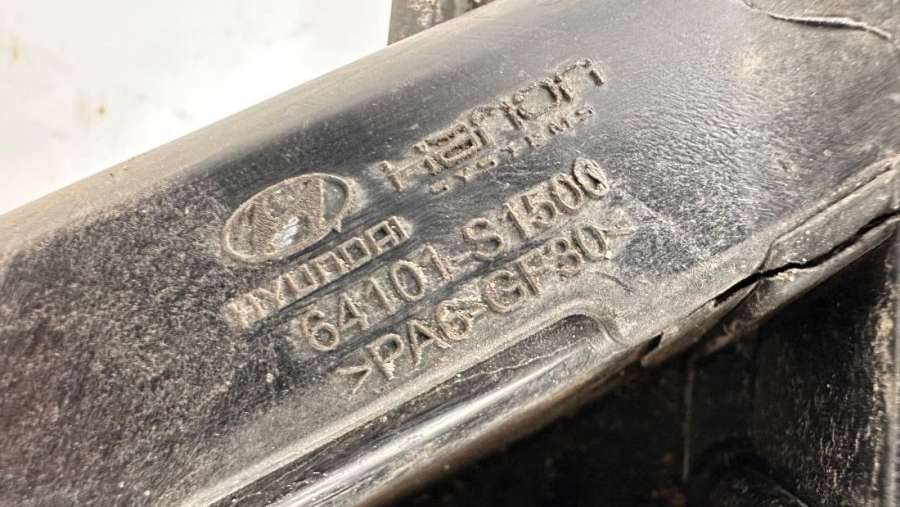 Hanon
SYSTEMS
HYUNDAI
64101-S1500
>PA6-GF30<